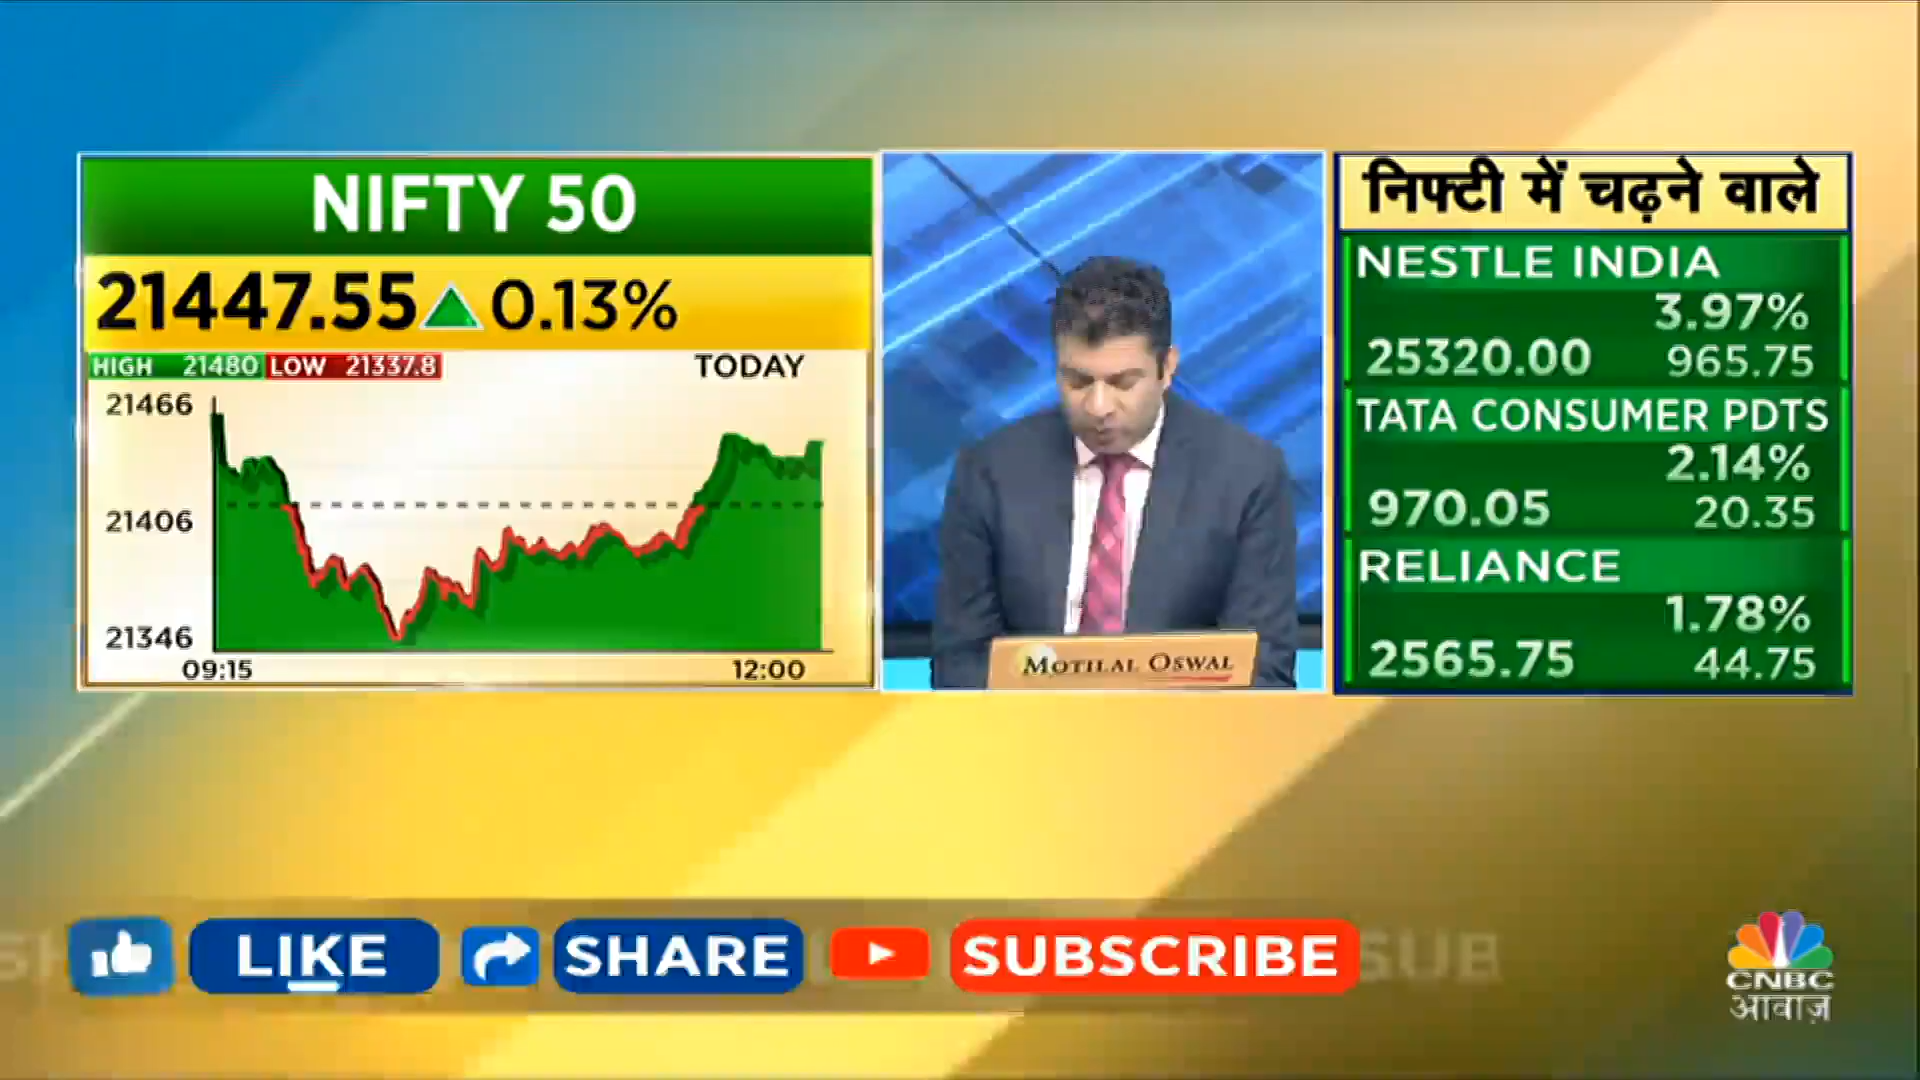 NIFTY 50
21447.55 0.13%
HIGH 21480 LOW 21337.8 TODAY
21466
21406
21346
09:15 12:00
MOTILAL OSWAL
निफ्टी में चढ़ने वाले
NESTLE INDIA
3.97%
25320.00 965.75
TATA CONSUMER PDTS
2.14%
970.05 20.35
RELIANCE
1.78%
2565.75 44.75
LIKE SHARE SUBSCRIBE SUB
CNBC
आवाज़